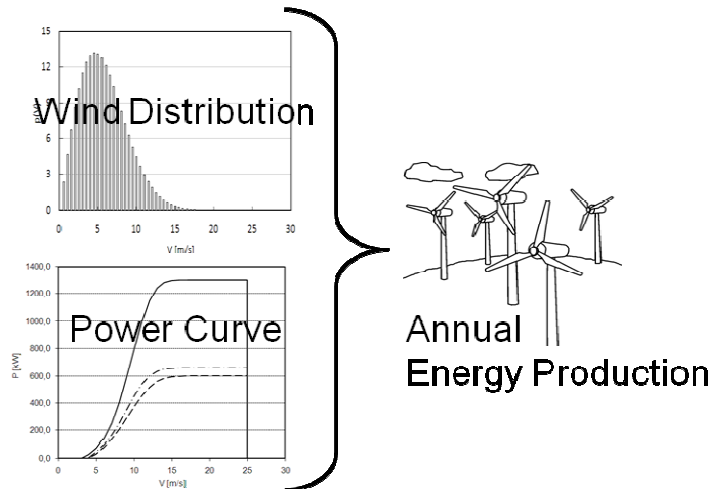 15
12
9
6
3
0
Wind Distribution
0 5 10 15 20 25 30
V [m/s]
1400,0
1200,0
1000,0
800,0
600,0
400,0
200,0
0,0
P [kW]
Power Curve
0 5 10 15 20 25 30
V [m/s]
Annual
Energy Production